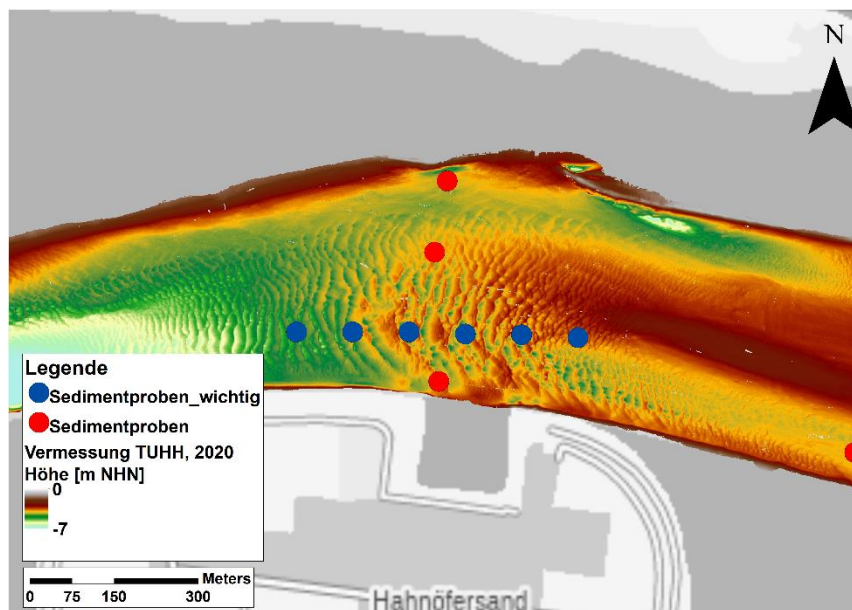 N
Legende
Sedimentproben_wichtig
Sedimentproben
Vermessung TUHH, 2020
Höhe [m NHN]
0
-7
Meters
0 75 150 300
Hahnöfersand